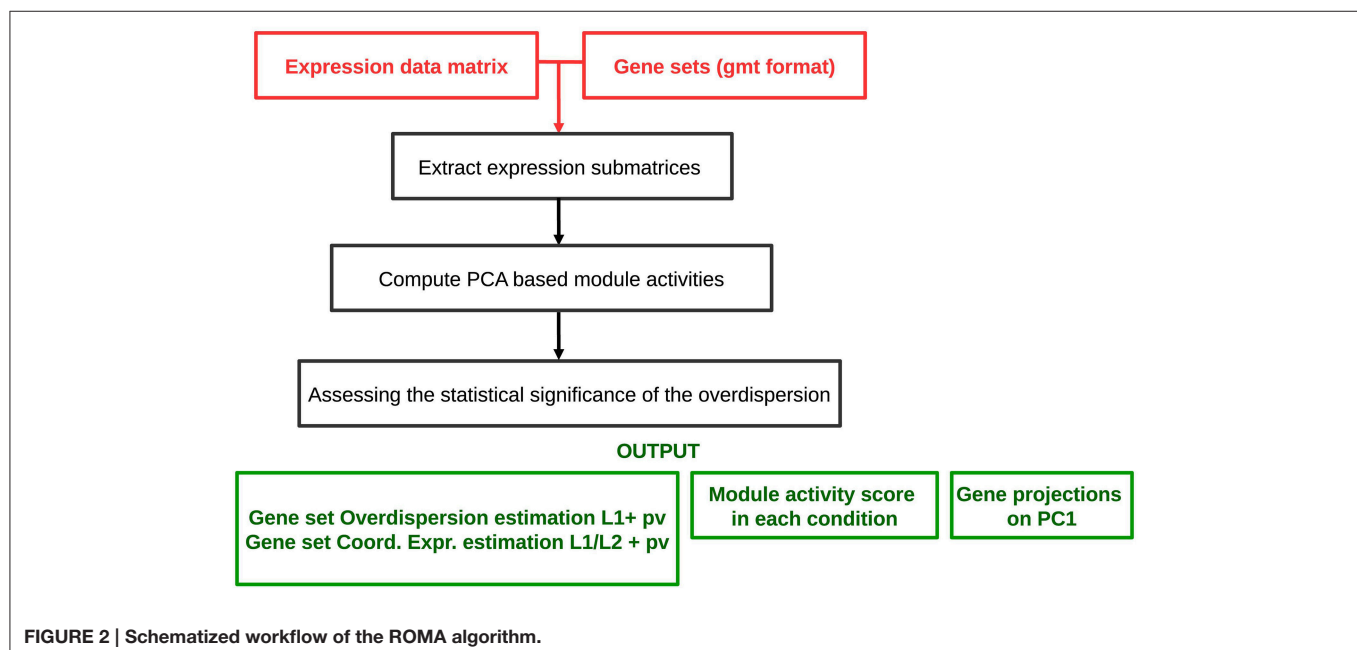 Expression data matrix
Gene sets (gmt format)
Extract expression submatrices
Compute PCA based module activities
Assessing the statistical significance of the overdispersion
OUTPUT
Gene set Overdispersion estimation L1+ pv
Gene set Coord. Expr. estimation L1/L2 + pv
Module activity score
in each condition
Gene projections
on PC1
FIGURE 2 | Schematized workflow of the ROMA algorithm.